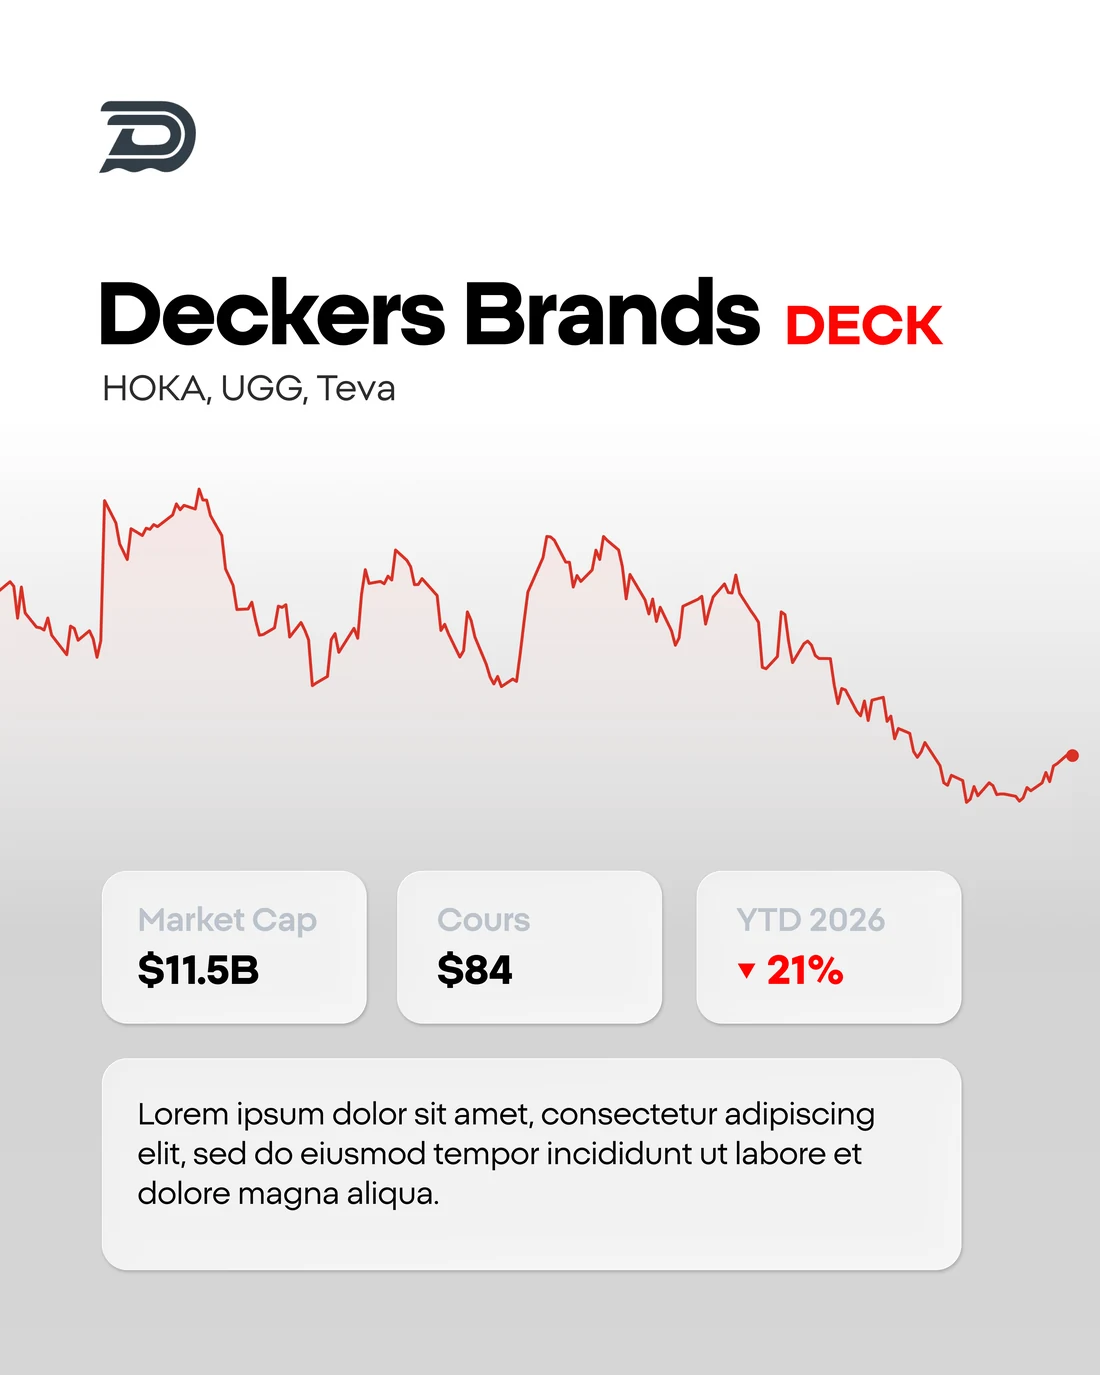 Deckers Brands DECK
HOKA, UGG, Teva
Market Cap
$11.5B
Cours
$84
YTD 2026
▼ 21%
Lorem ipsum dolor sit amet, consectetur adipiscing
elit, sed do eiusmod tempor incididunt ut labore et
dolore magna aliqua.